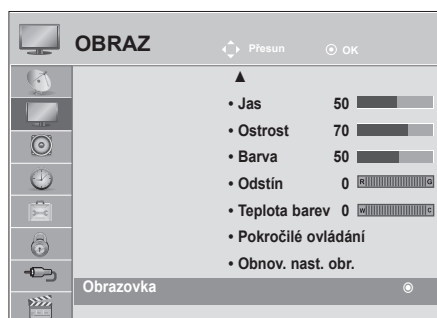 OBRAZ Přesun OK
• Jas 50
• Ostrost 70
• Barva 50
• Odstín 0 R G
• Teplota barev 0 W C
• Pokročilé ovládání
• Obnov. nast. obr.
Obrazovka